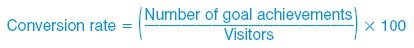 Conversion rate = (Number of goal achievements / Visitors) × 100